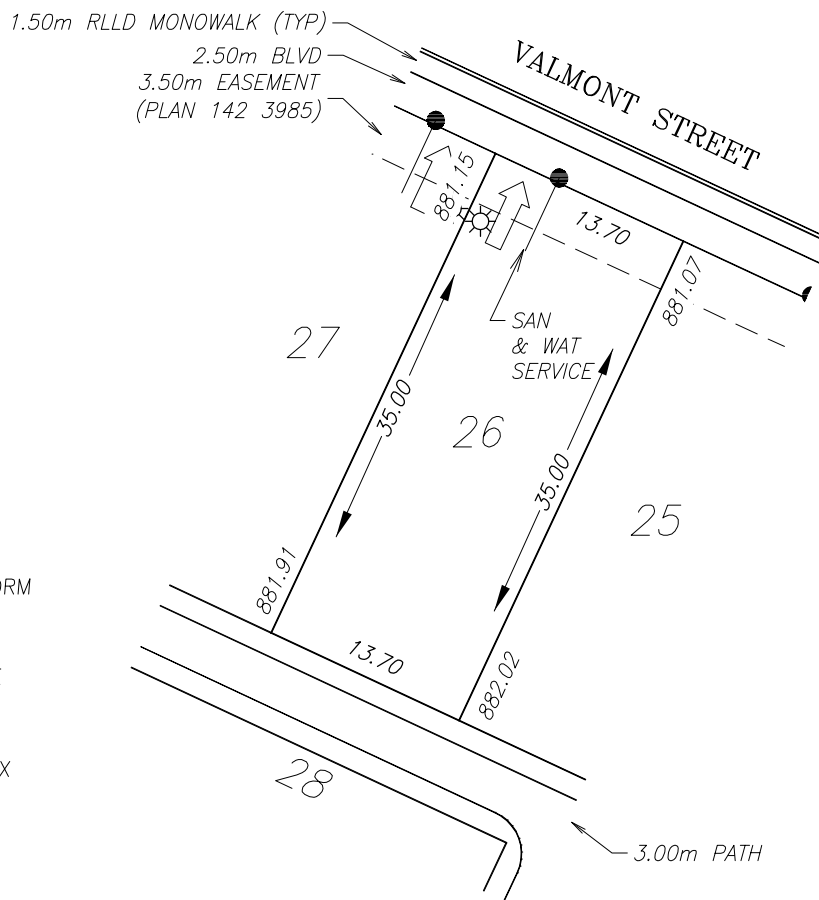 1.50m RLLD MONOWALK (TYP)
2.50m BLVD
3.50m EASEMENT
(PLAN 142 3985)
VALMONT STREET
881.15
13.70
881.07
SAN
& WAT
SERVICE
27
35.00
26
35.00
25
881.91
13.70
882.02
28
3.00m PATH